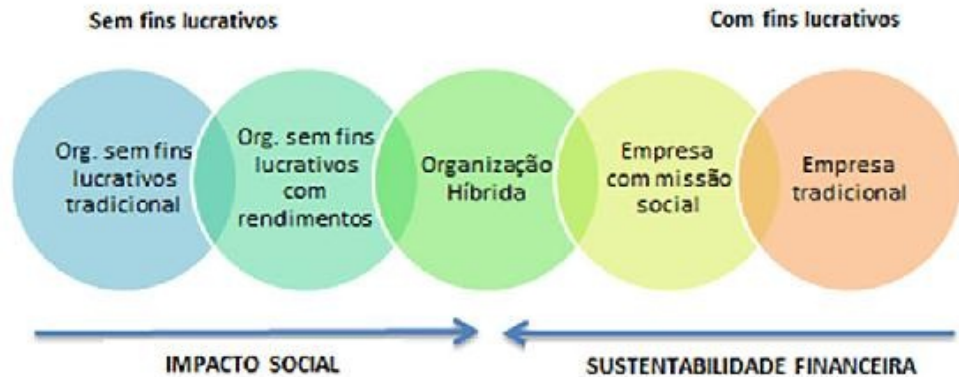 Sem fins lucrativos
Com fins lucrativos
Org. sem fins
lucrativos
tradicional
Org. sem fins
lucrativos
com
rendimentos
Organização
Híbrida
Empresa
com missão
social
Empresa
tradicional
IMPACTO SOCIAL
SUSTENTABILIDADE FINANCEIRA